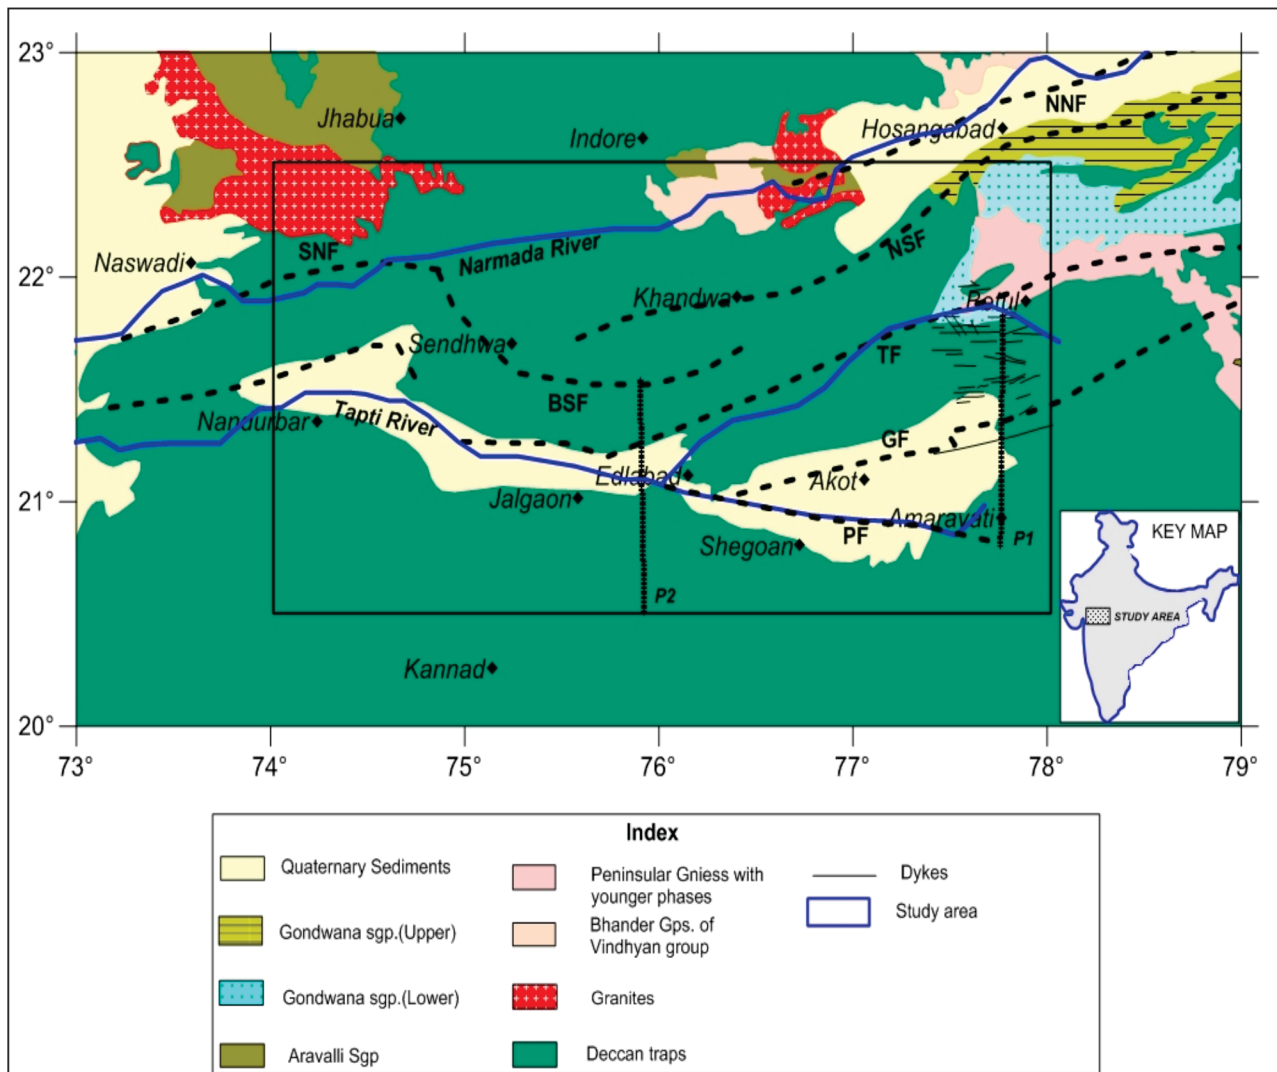 23°
22°
21°
20°
73°
74°
75°
76°
77°
78°
79°
Jhabua
Indore
Hosangabad
NNF
SNF
Narmada River
NSF
Naswadi
Khandwa
Betul
Sendhwa
TF
BSF
Nandurbar
Tapti River
GF
Edlabad
Akot
Jalgaon
Amaravati
Shegoan
PF
P1
P2
Kannad
KEY MAP
STUDY AREA
Index
Quaternary Sediments
Gondwana sgp.(Upper)
Gondwana sgp.(Lower)
Aravalli Sgp
Peninsular Gniess with
younger phases
Bhander Gps. of
Vindhyan group
Granites
Deccan traps
Dykes
Study area